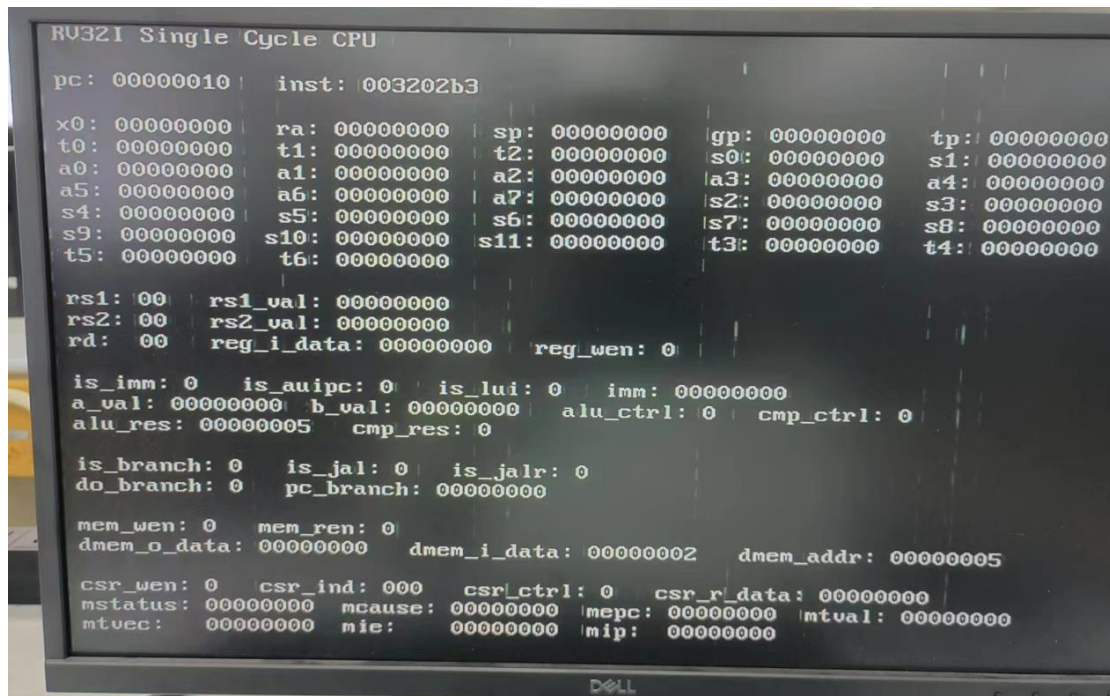 RV32I Single Cycle CPU
pc: 00000010 inst: 003202b3
x0: 00000000 ra: 00000000 sp: 00000000 gp: 00000000 tp: 00000000
t0: 00000000 t1: 00000000 t2: 00000000 s0: 00000000 s1: 00000000
a0: 00000000 a1: 00000000 a2: 00000000 a3: 00000000 a4: 00000000
a5: 00000000 a6: 00000000 a7: 00000000 s2: 00000000 s3: 00000000
s4: 00000000 s5: 00000000 s6: 00000000 s7: 00000000 s8: 00000000
s9: 00000000 s10: 00000000 s11: 00000000 t3: 00000000 t4: 00000000
t5: 00000000 t6: 00000000
rs1: 00 rs1_val: 00000000
rs2: 00 rs2_val: 00000000
rd: 00 reg_i_data: 00000000 reg_wen: 0
is_imm: 0 is_auipc: 0 is_lui: 0 imm: 00000000
a_val: 00000000 b_val: 00000000 alu_ctrl: 0 cmp_ctrl: 0
alu_res: 00000005 cmp_res: 0
is_branch: 0 is_jal: 0 is_jalr: 0
do_branch: 0 pc_branch: 00000000
mem_wen: 0 mem_ren: 0
dmem_o_data: 00000000 dmem_i_data: 00000002 dmem_addr: 00000005
csr_wen: 0 csr_ind: 000 csr_ctrl: 0 csr_r_data: 00000000
mstatus: 00000000 mcause: 00000000 mepc: 00000000 mtval: 00000000
mtvec: 00000000 mie: 00000000 mip: 00000000
DELL